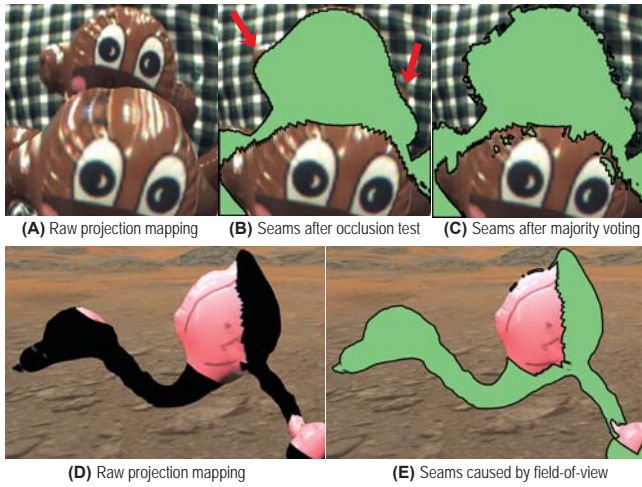 (A) Raw projection mapping
(B) Seams after occlusion test
(C) Seams after majority voting
(D) Raw projection mapping
(E) Seams caused by field-of-view